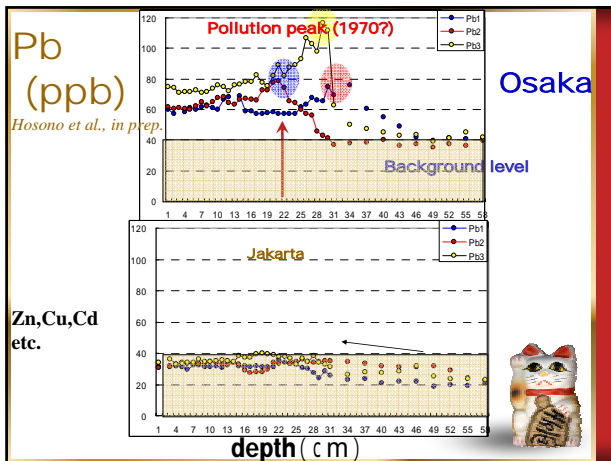 Pb
(ppb)
Hosono et al., in prep.
Zn,Cu,Cd
etc.
Pollution peak (1970?)
Pb1
Pb2
Pb3
120
100
80
60
40
20
0
1 4 7 10 13 16 19 22 25 28 31 34 37 40 43 46 49 52 55 58
Osaka
Background level
Jakarta
Pb1
Pb2
Pb3
120
100
80
60
40
20
0
1 4 7 10 13 16 19 22 25 28 31 34 37 40 43 46 49 52 55 58
depth(cm)